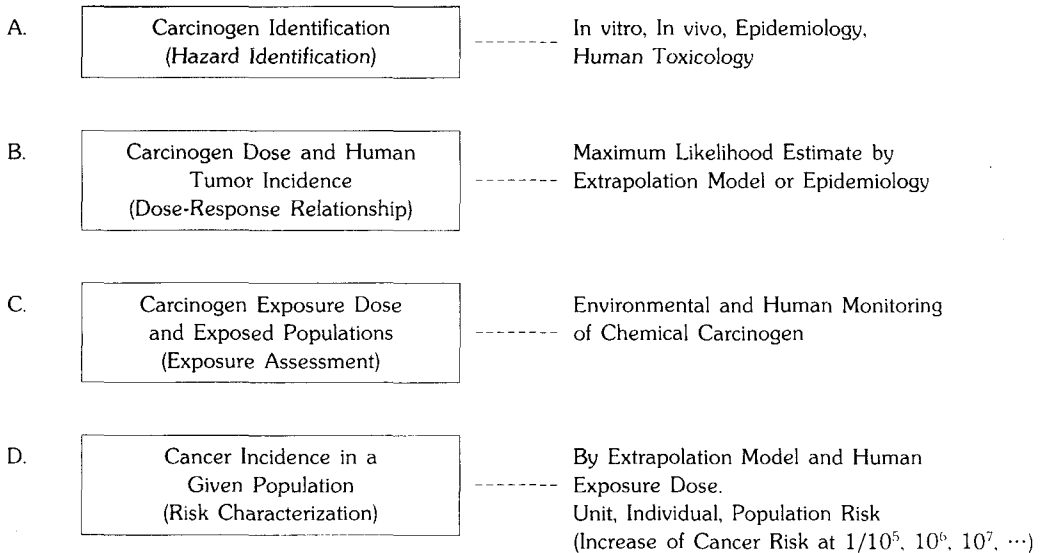 A.
Carcinogen Identification
(Hazard Identification)
In vitro, In vivo, Epidemiology,
Human Toxicology
B.
Carcinogen Dose and Human
Tumor Incidence
(Dose-Response Relationship)
Maximum Likelihood Estimate by
Extrapolation Model or Epidemiology
C.
Carcinogen Exposure Dose
and Exposed Populations
(Exposure Assessment)
Environmental and Human Monitoring
of Chemical Carcinogen
D.
Cancer Incidence in a
Given Population
(Risk Characterization)
By Extrapolation Model and Human
Exposure Dose.
Unit, Individual, Population Risk
(Increase of Cancer Risk at 1/10⁵, 10⁶, 10⁷, ⋯)